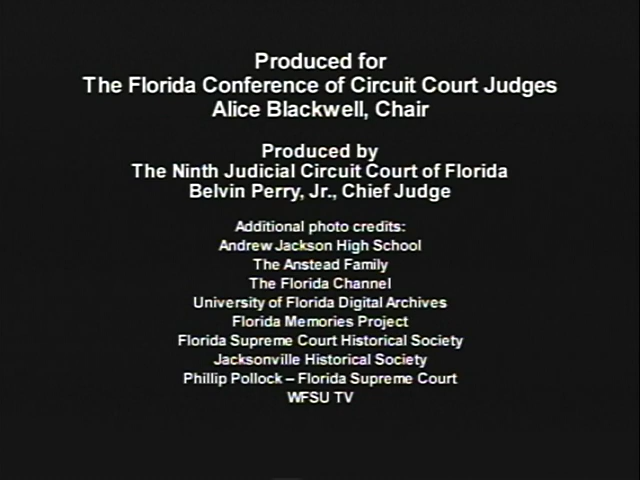 Produced for
The Florida Conference of Circuit Court Judges
Alice Blackwell, Chair
Produced by
The Ninth Judicial Circuit Court of Florida
Belvin Perry, Jr., Chief Judge
Additional photo credits:
Andrew Jackson High School
The Anstead Family
The Florida Channel
University of Florida Digital Archives
Florida Memories Project
Florida Supreme Court Historical Society
Jacksonville Historical Society
Phillip Pollock – Florida Supreme Court
WFSU TV